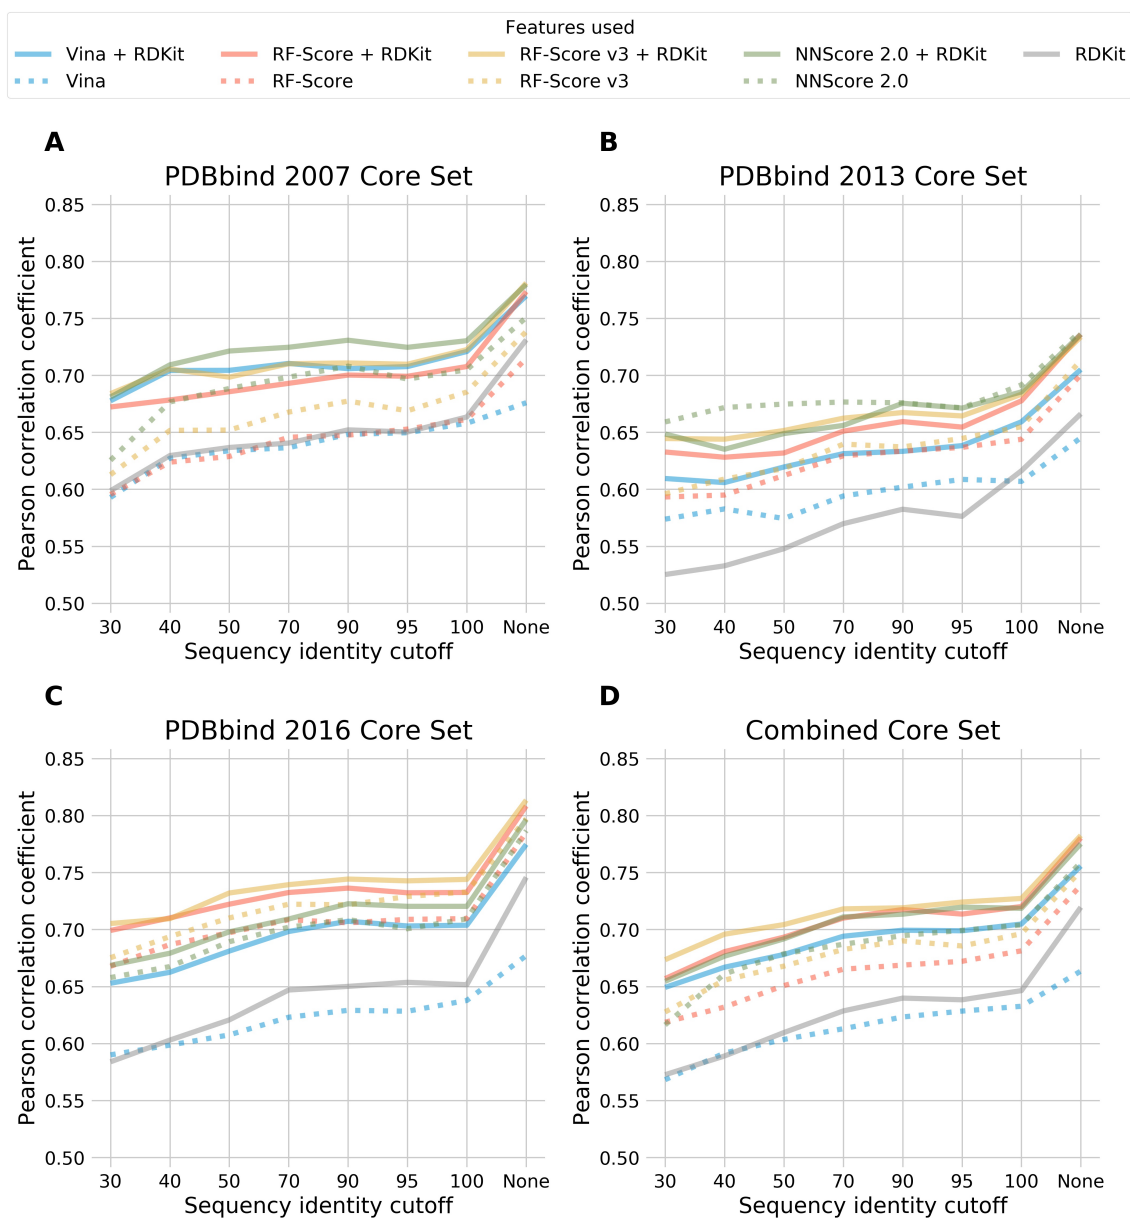 Features used
Vina + RDKit RF-Score + RDKit RF-Score v3 + RDKit NNScore 2.0 + RDKit RDKit
Vina RF-Score RF-Score v3 NNScore 2.0
A
PDBbind 2007 Core Set
Pearson correlation coefficient
0.85
0.80
0.75
0.70
0.65
0.60
0.55
0.50
30 40 50 70 90 95 100 None
Sequency identity cutoff
B
PDBbind 2013 Core Set
Pearson correlation coefficient
0.85
0.80
0.75
0.70
0.65
0.60
0.55
0.50
30 40 50 70 90 95 100 None
Sequency identity cutoff
C
PDBbind 2016 Core Set
Pearson correlation coefficient
0.85
0.80
0.75
0.70
0.65
0.60
0.55
0.50
30 40 50 70 90 95 100 None
Sequency identity cutoff
D
Combined Core Set
Pearson correlation coefficient
0.85
0.80
0.75
0.70
0.65
0.60
0.55
0.50
30 40 50 70 90 95 100 None
Sequency identity cutoff